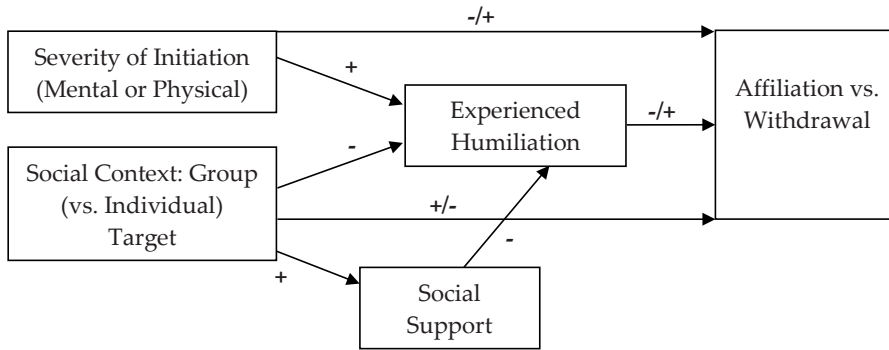 -/+
Severity of Initiation
(Mental or Physical)
+
Affiliation vs.
Withdrawal
Experienced
Humiliation
-/+
-
Social Context: Group
(vs. Individual)
Target
+/-
-
+
Social
Support